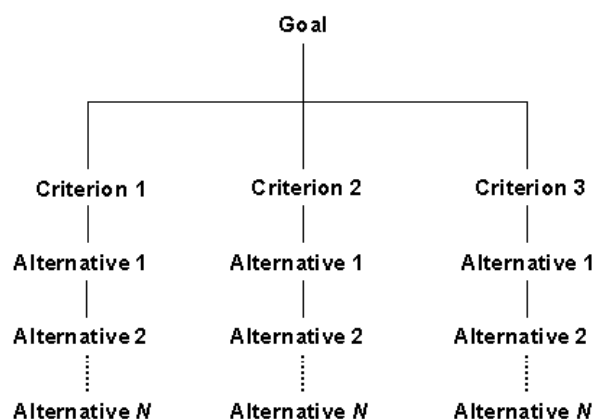 Goal
Criterion 1 Criterion 2 Criterion 3
Alternative 1 Alternative 1 Alternative 1
Alternative 2 Alternative 2 Alternative 2
Alternative N Alternative N Alternative N